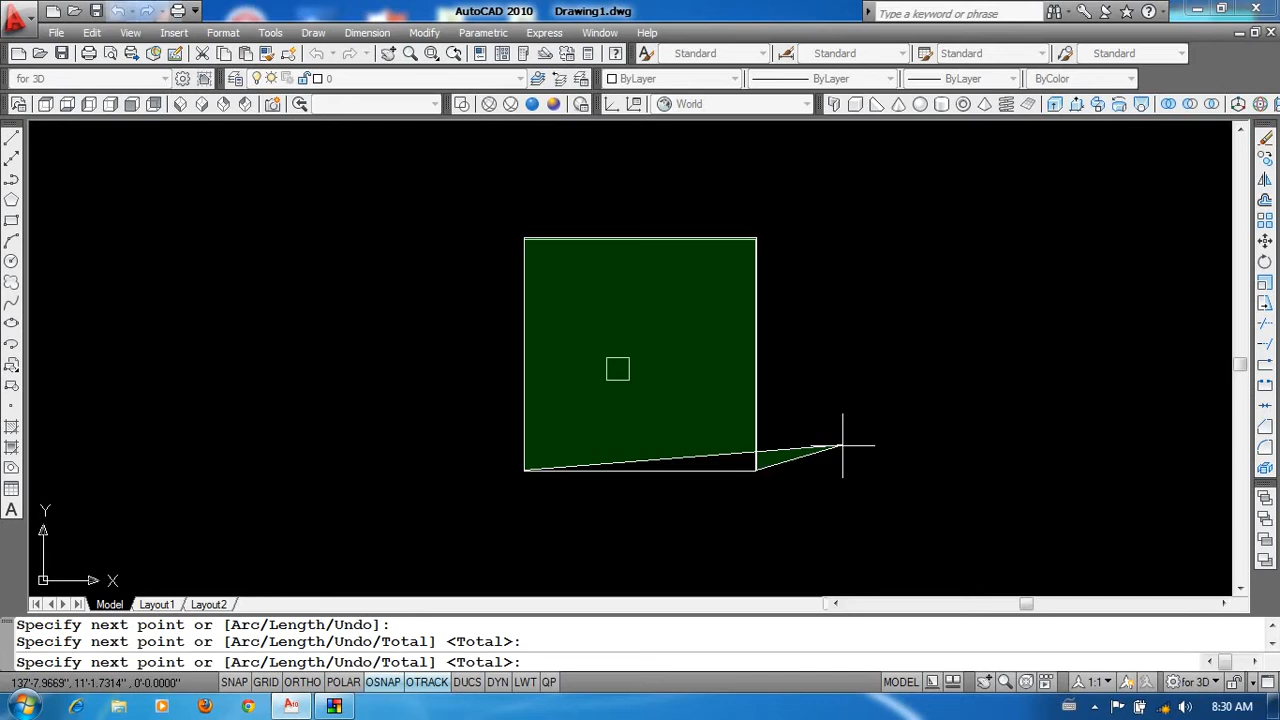 AutoCAD 2010 Drawing1.dwg
Type a keyword or phrase
File Edit View Insert Format Tools Draw Dimension Modify Parametric Express Window Help
Standard Standard Standard Standard
for 3D 0 ByLayer ByLayer ByLayer ByColor
World
Y
X
Model Layout1 Layout2
Specify next point or [Arc/Length/Undo]:
Specify next point or [Arc/Length/Undo/Total] <Total>:
Specify next point or [Arc/Length/Undo/Total] <Total>:
137'-7.9669", 11'-1.7314", 0'-0.0000" SNAP GRID ORTHO POLAR OSNAP OTRACK DUCS DYN LWT QP MODEL 1:1 for 3D
8:30 AM